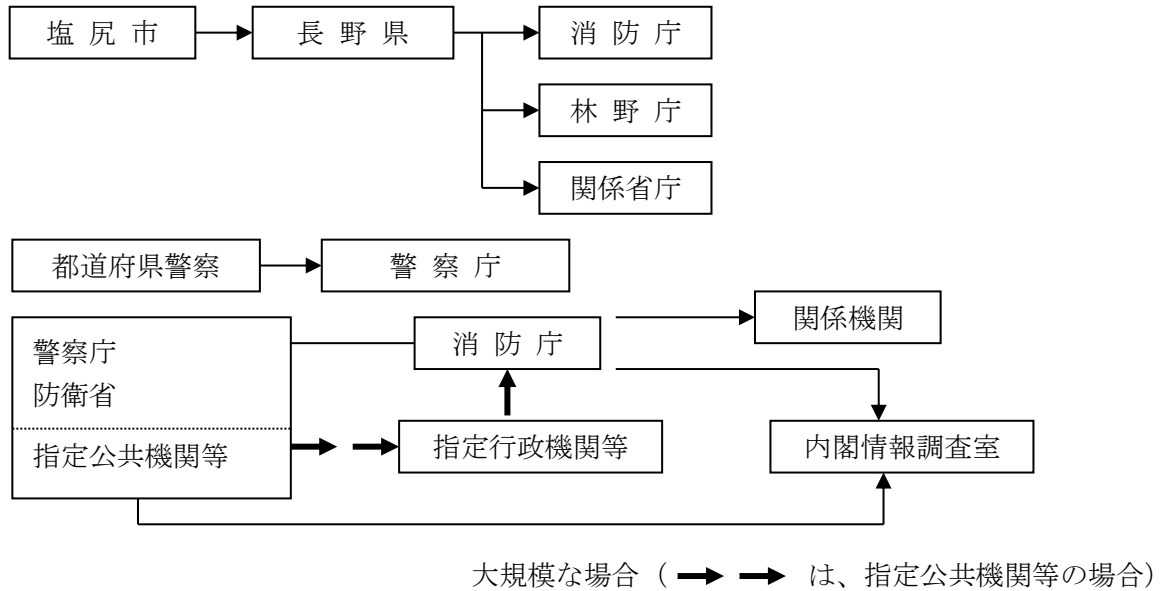 塩 尻 市
長 野 県
消 防 庁
林 野 庁
関係省庁
都道府県警察
警 察 庁
警察庁
防衛省
指定公共機関等
消 防 庁
関係機関
指定行政機関等
内閣情報調査室
大規模な場合（ は、指定公共機関等の場合）